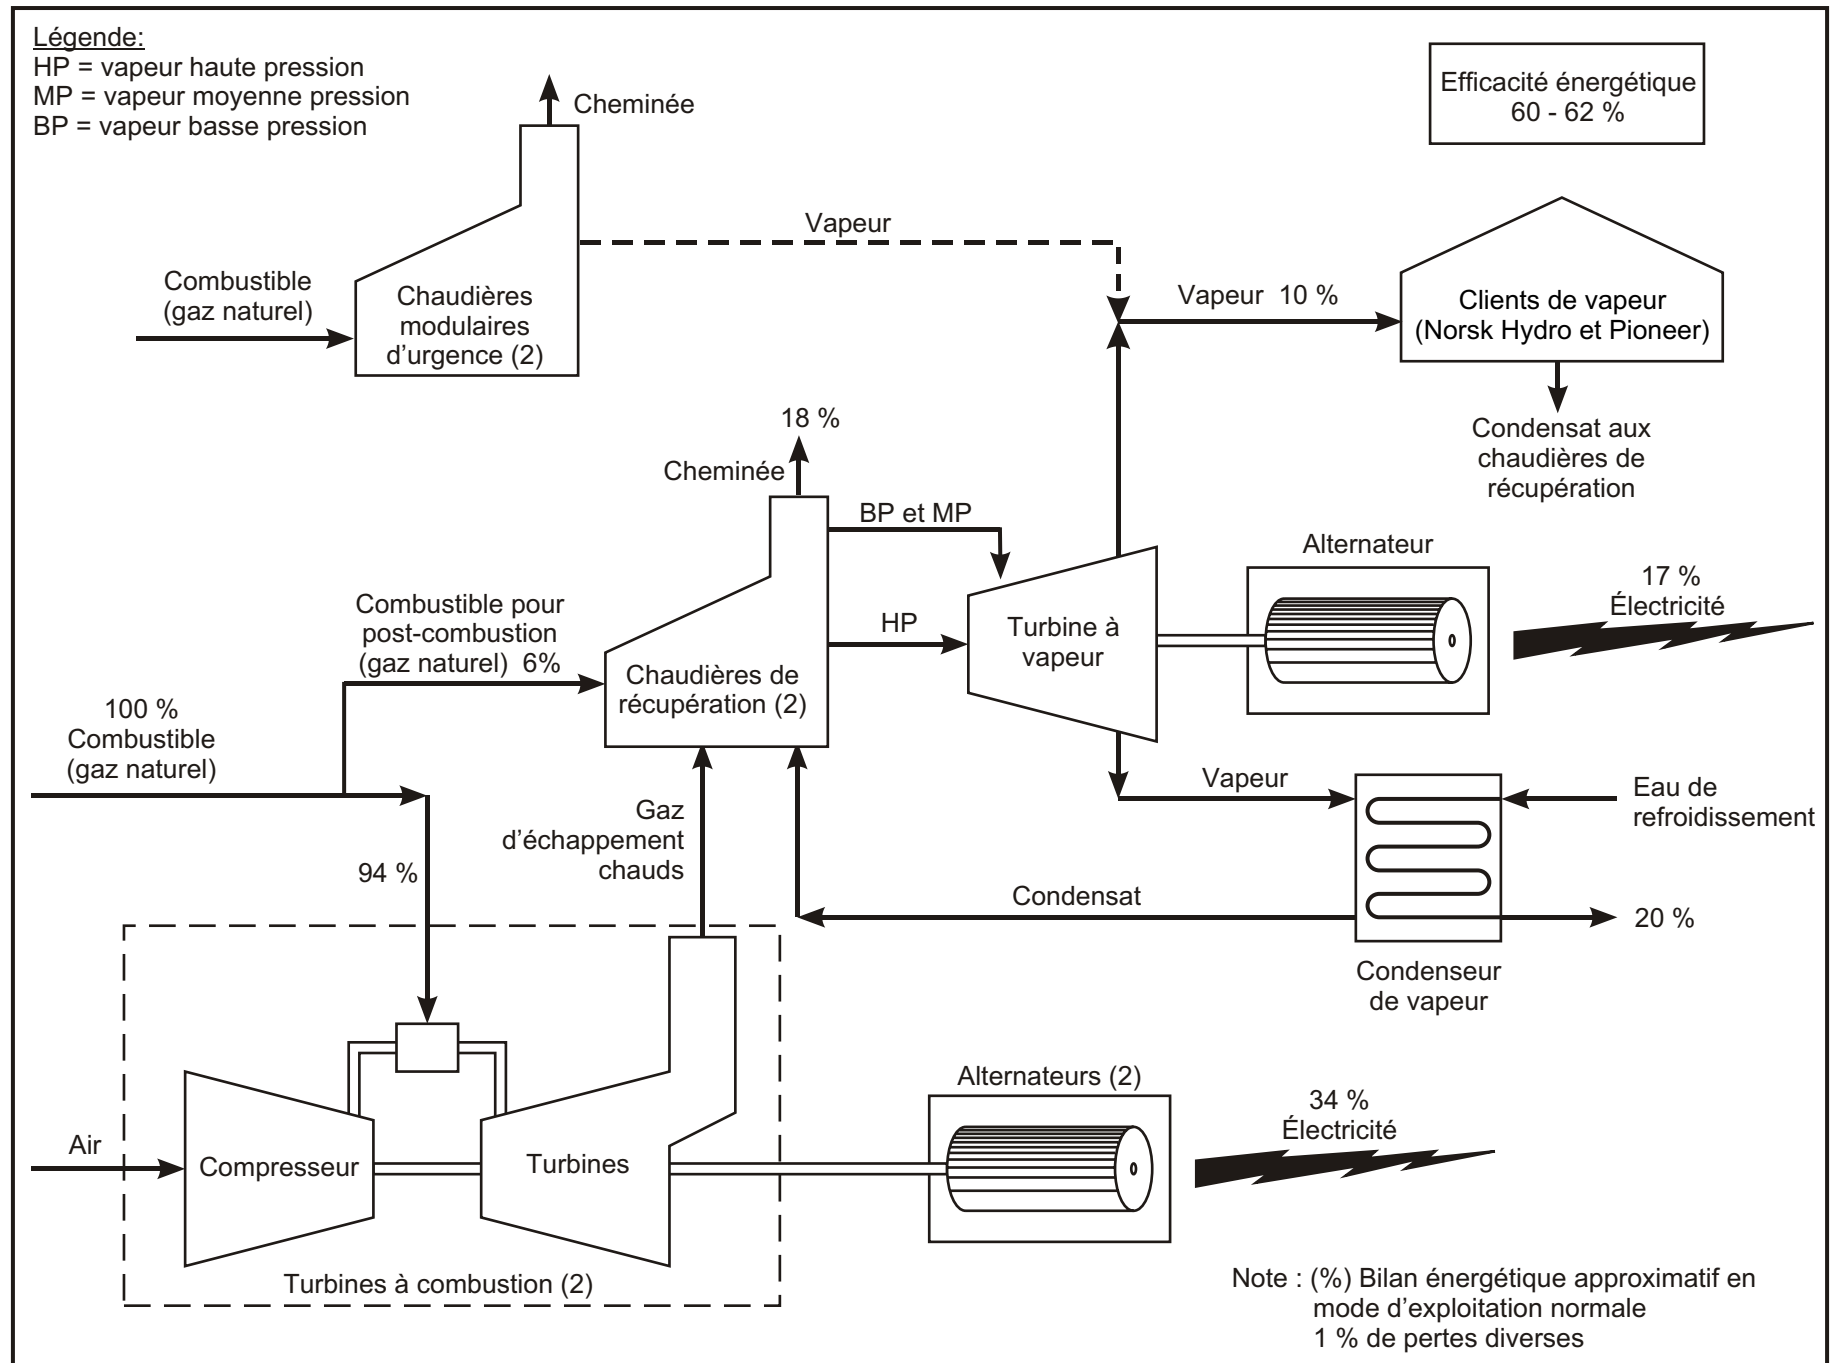 Légende:
HP = vapeur haute pression
MP = vapeur moyenne pression
BP = vapeur basse pression
Cheminée
Efficacité énergétique
60 - 62 %
Vapeur
Combustible
(gaz naturel)
Chaudières
modulaires
d'urgence (2)
Vapeur 10 %
Clients de vapeur
(Norsk Hydro et Pioneer)
Condensat aux
chaudières de
récupération
18 %
Cheminée
BP et MP
HP
Combustible pour
post-combustion
(gaz naturel) 6%
Chaudières de
récupération (2)
Turbine à
vapeur
Alternateur
17 %
Électricité
100 %
Combustible
(gaz naturel)
94 %
Gaz
d'échappement
chauds
Vapeur
Eau de
refroidissement
Condensat
20 %
Condenseur
de vapeur
Air
Compresseur
Turbines
Turbines à combustion (2)
Alternateurs (2)
34 %
Électricité
Note : (%) Bilan énergétique approximatif en
mode d'exploitation normale
1 % de pertes diverses